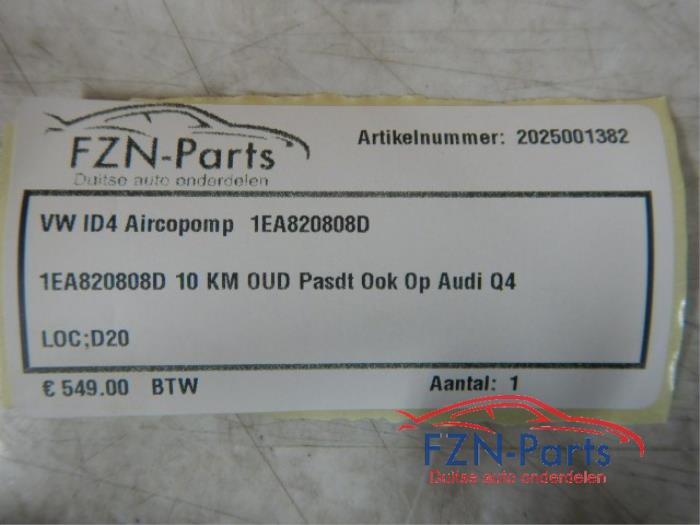 FZN-Parts
Duitse auto onderdelen
Artikelnummer: 2025001382
VW ID4 Aircopomp 1EA820808D
1EA820808D 10 KM OUD Pasdt Ook Op Audi Q4
LOC;D20
€ 549.00 BTW
Aantal: 1
FZN-Parts
Duitse auto onderdelen